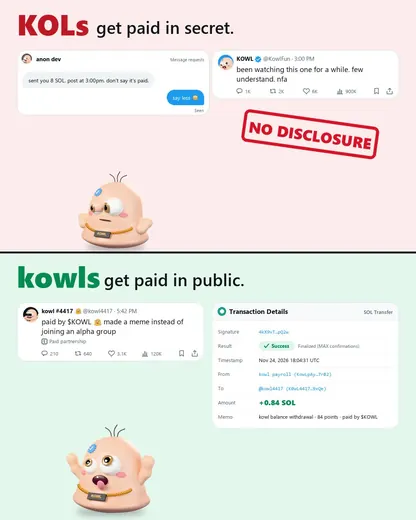 KOLs get paid in secret.
anon dev
Message requests
sent you 8 SOL. post at 3:00pm. don't say it's paid.
say less
Seen
KOWL @KowlFun · 3:00 PM
been watching this one for a while. few
understand. nfa
1K 2K 6K 900K
NO DISCLOSURE
KOWL
kowls get paid in public.
kowl #4417 @kowl4417 · 5:42 PM
paid by $KOWL made a meme instead of
joining an alpha group
Paid partnership
210 640 3.1K 120K
Transaction Details
SOL Transfer
Signature
Result Success Finalized (MAX confirmations)
Timestamp Nov 24, 2026 18:04:31 UTC
From
To
Amount +0.84 SOL
Memo kowl balance withdrawal · 84 points · paid by $KOWL
KOWL